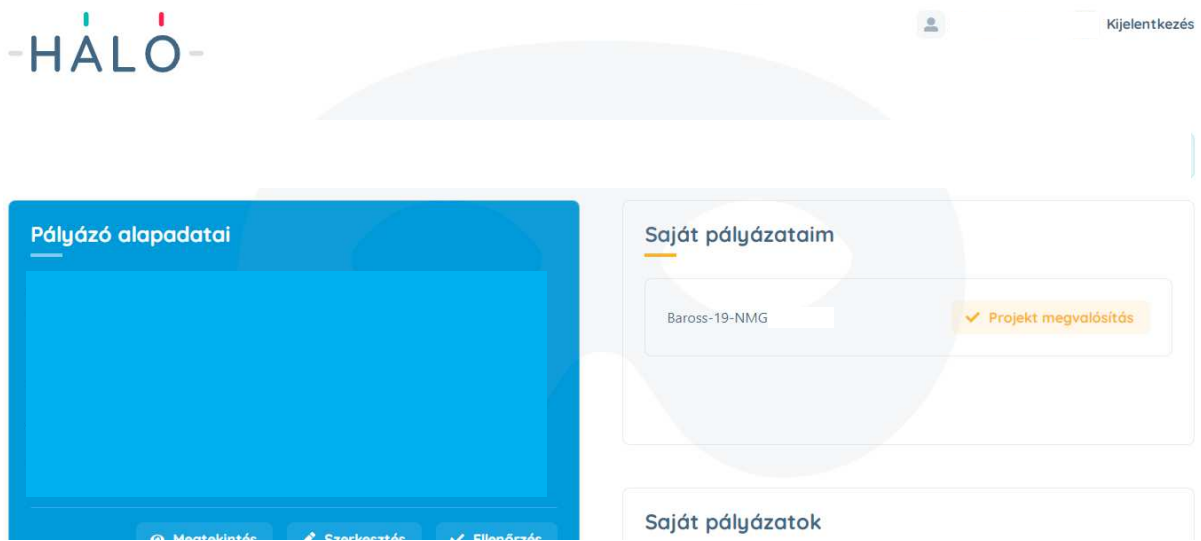 HÁLÓ
Kijelentkezés
Pályázó alapadatai
Megtekintés
Szerkesztés
Ellenőrzés
Saját pályázataim
Baross-19-NMG
Projekt megvalósítás
Saját pályázatok